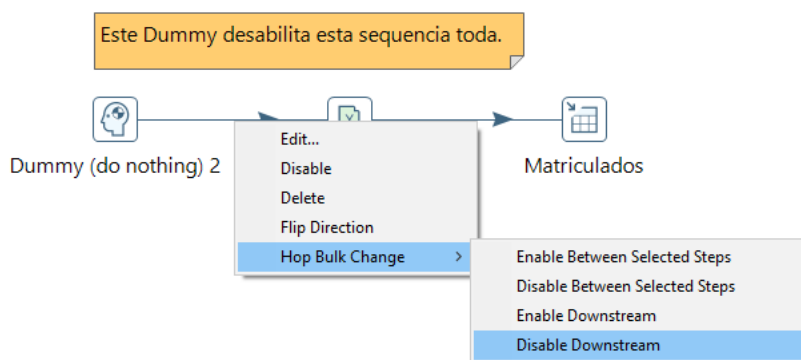 Este Dummy desabilita esta sequencia toda.
Dummy (do nothing) 2
Matriculados
Edit...
Disable
Delete
Flip Direction
Hop Bulk Change
Enable Between Selected Steps
Disable Between Selected Steps
Enable Downstream
Disable Downstream